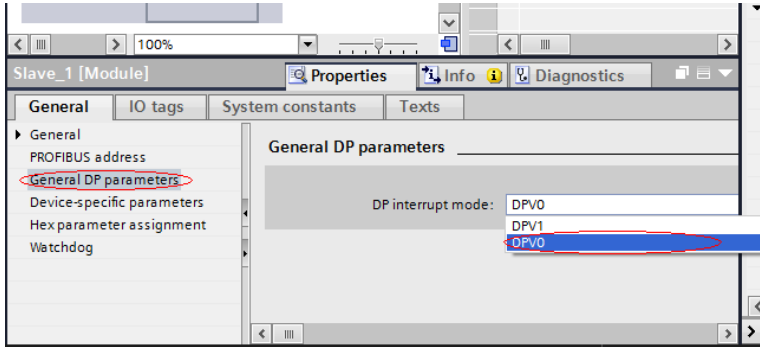 100%
Slave_1 [Module]
Properties
Info
Diagnostics
General
IO tags
System constants
Texts
General
PROFIBUS address
General DP parameters
Device-specific parameters
Hex parameter assignment
Watchdog
General DP parameters
DP interrupt mode: DPV0
DPV1
DPV0